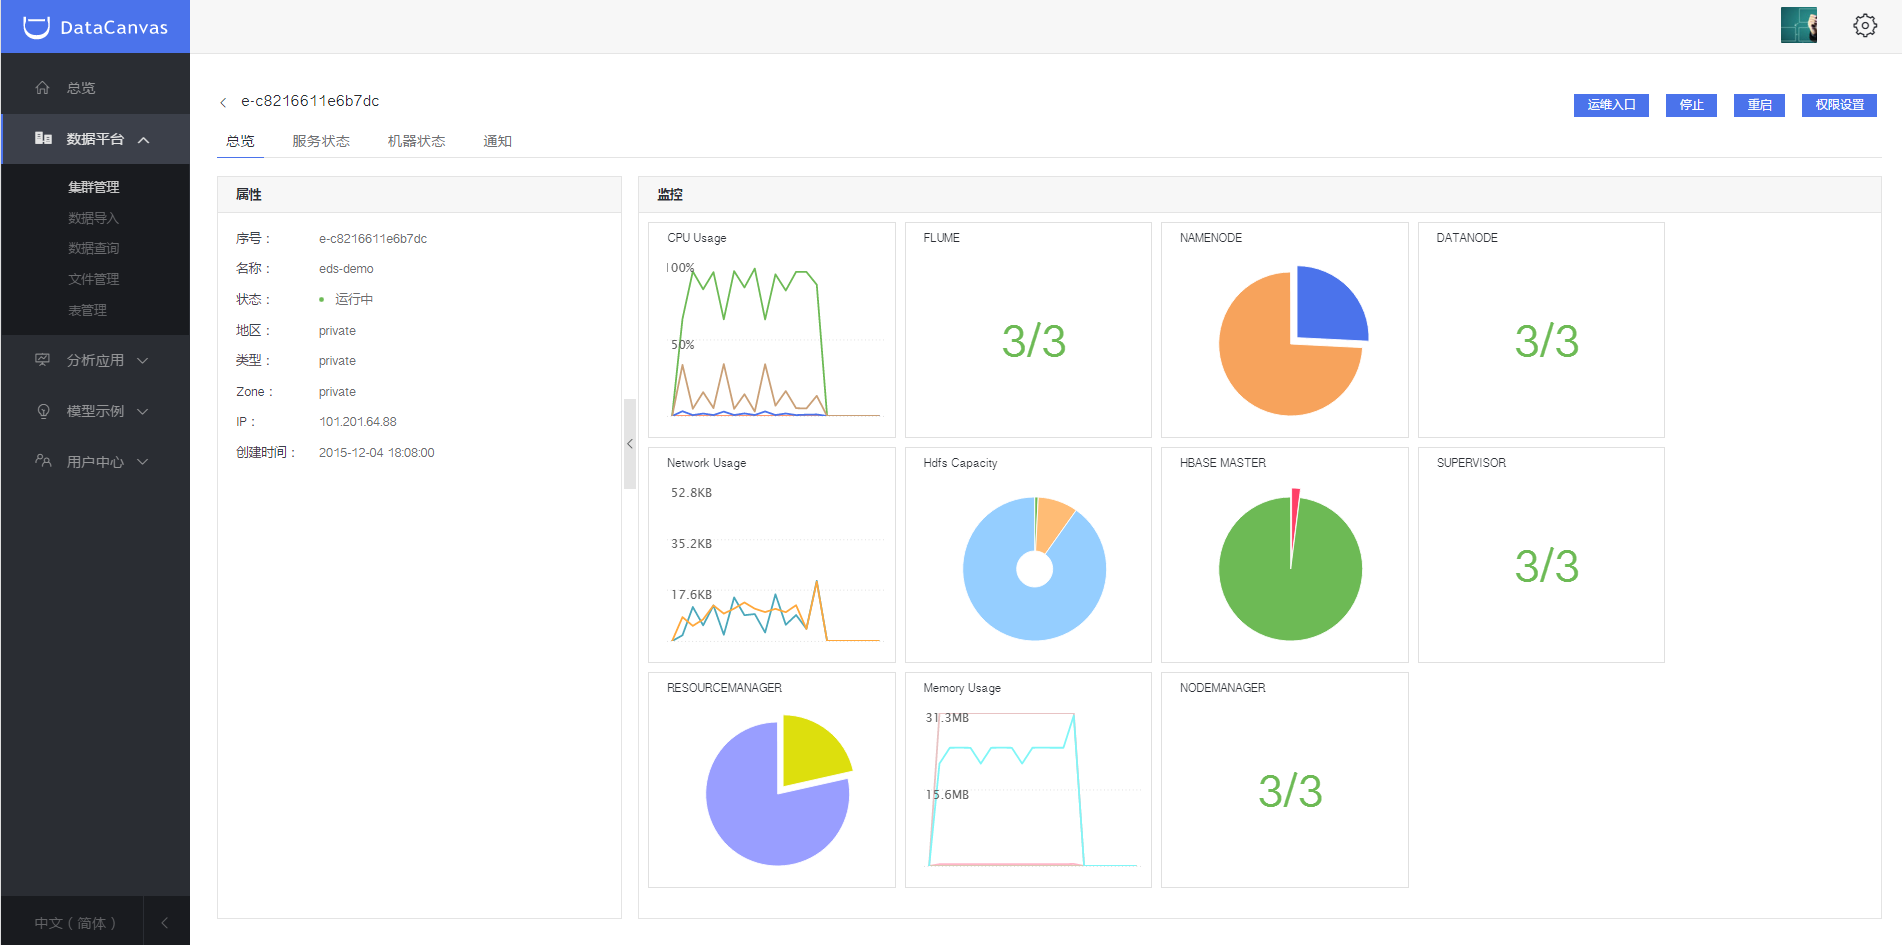 DataCanvas
总览
数据平台
集群管理
数据导入
数据查询
文件管理
表管理
分析应用
模型示例
用户中心
中文（简体）
e-c8216611e6b7dc
运维入口 停止 重启 权限设置
总览 服务状态 机器状态 通知
属性
序号： e-c8216611e6b7dc
名称： eds-demo
状态： 运行中
地区： private
类型： private
Zone： private
IP： 101.201.64.88
创建时间： 2015-12-04 18:08:00
监控
CPU Usage
100%
50%
FLUME
3/3
NAMENODE
DATANODE
3/3
Network Usage
52.8KB
35.2KB
17.6KB
Hdfs Capacity
HBASE MASTER
SUPERVISOR
3/3
RESOURCEMANAGER
Memory Usage
31.3MB
15.6MB
NODEMANAGER
3/3